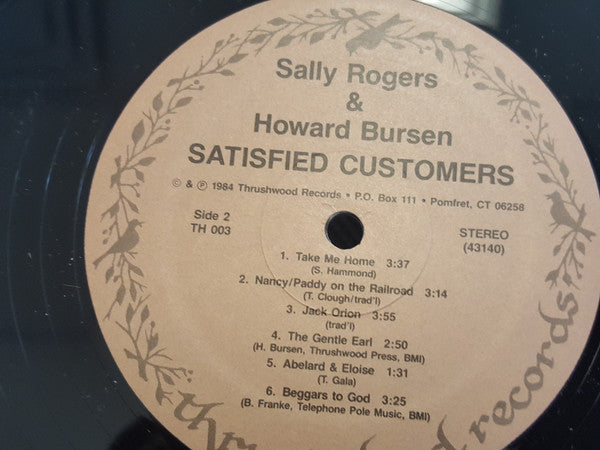 Sally Rogers
&
Howard Bursen
SATISFIED CUSTOMERS
© & ℗ 1984 Thrushwood Records • P.O. Box 111 • Pomfret, CT 06258
Side 2
TH 003
STEREO
(43140)
1. Take Me Home 3:37
(S. Hammond)
2. Nancy/Paddy on the Railroad 3:14
(T. Clough/trad'l)
3. Jack Orion 3:55
(trad'l)
4. The Gentle Earl 2:50
(H. Bursen, Thrushwood Press, BMI)
5. Abelard & Eloise 1:31
(T. Gala)
6. Beggars to God 3:25
(B. Franke, Telephone Pole Music, BMI)
records